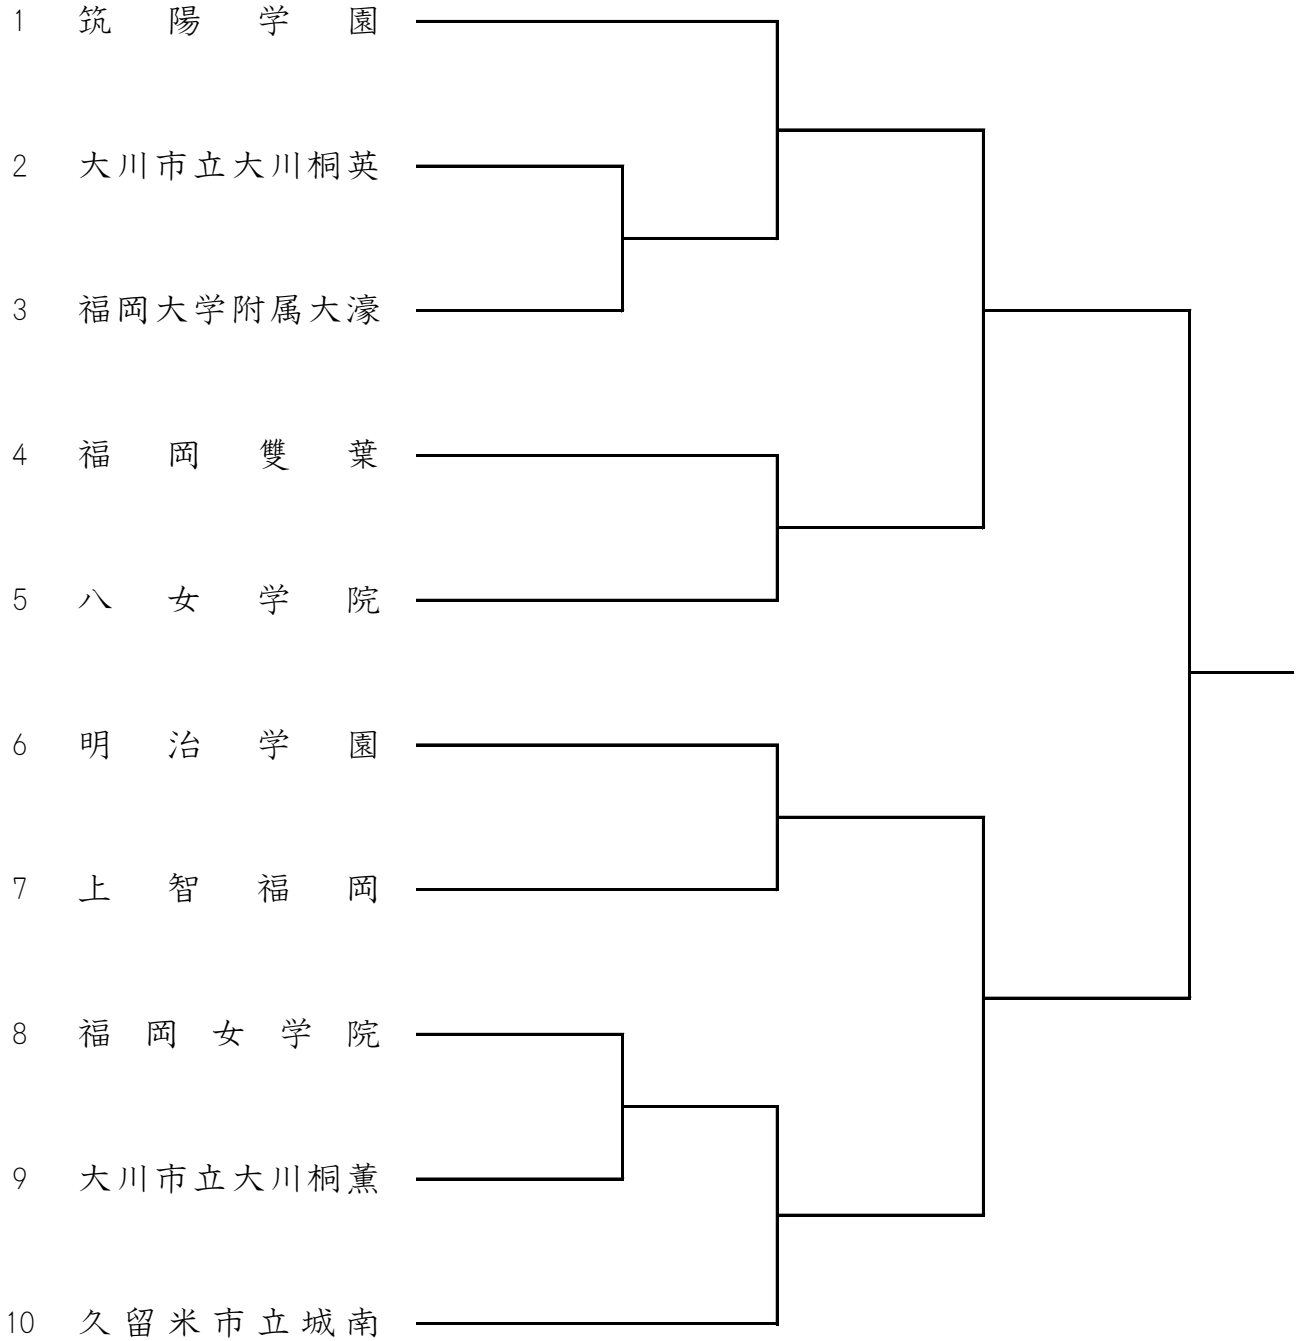 1 筑陽学園
2 大川市立大川桐英
3 福岡大学附属大濠
4 福岡雙葉
5 八女学院
6 明治学園
7 上智福岡
8 福岡女学院
9 大川市立大川桐薫
10 久留米市立城南